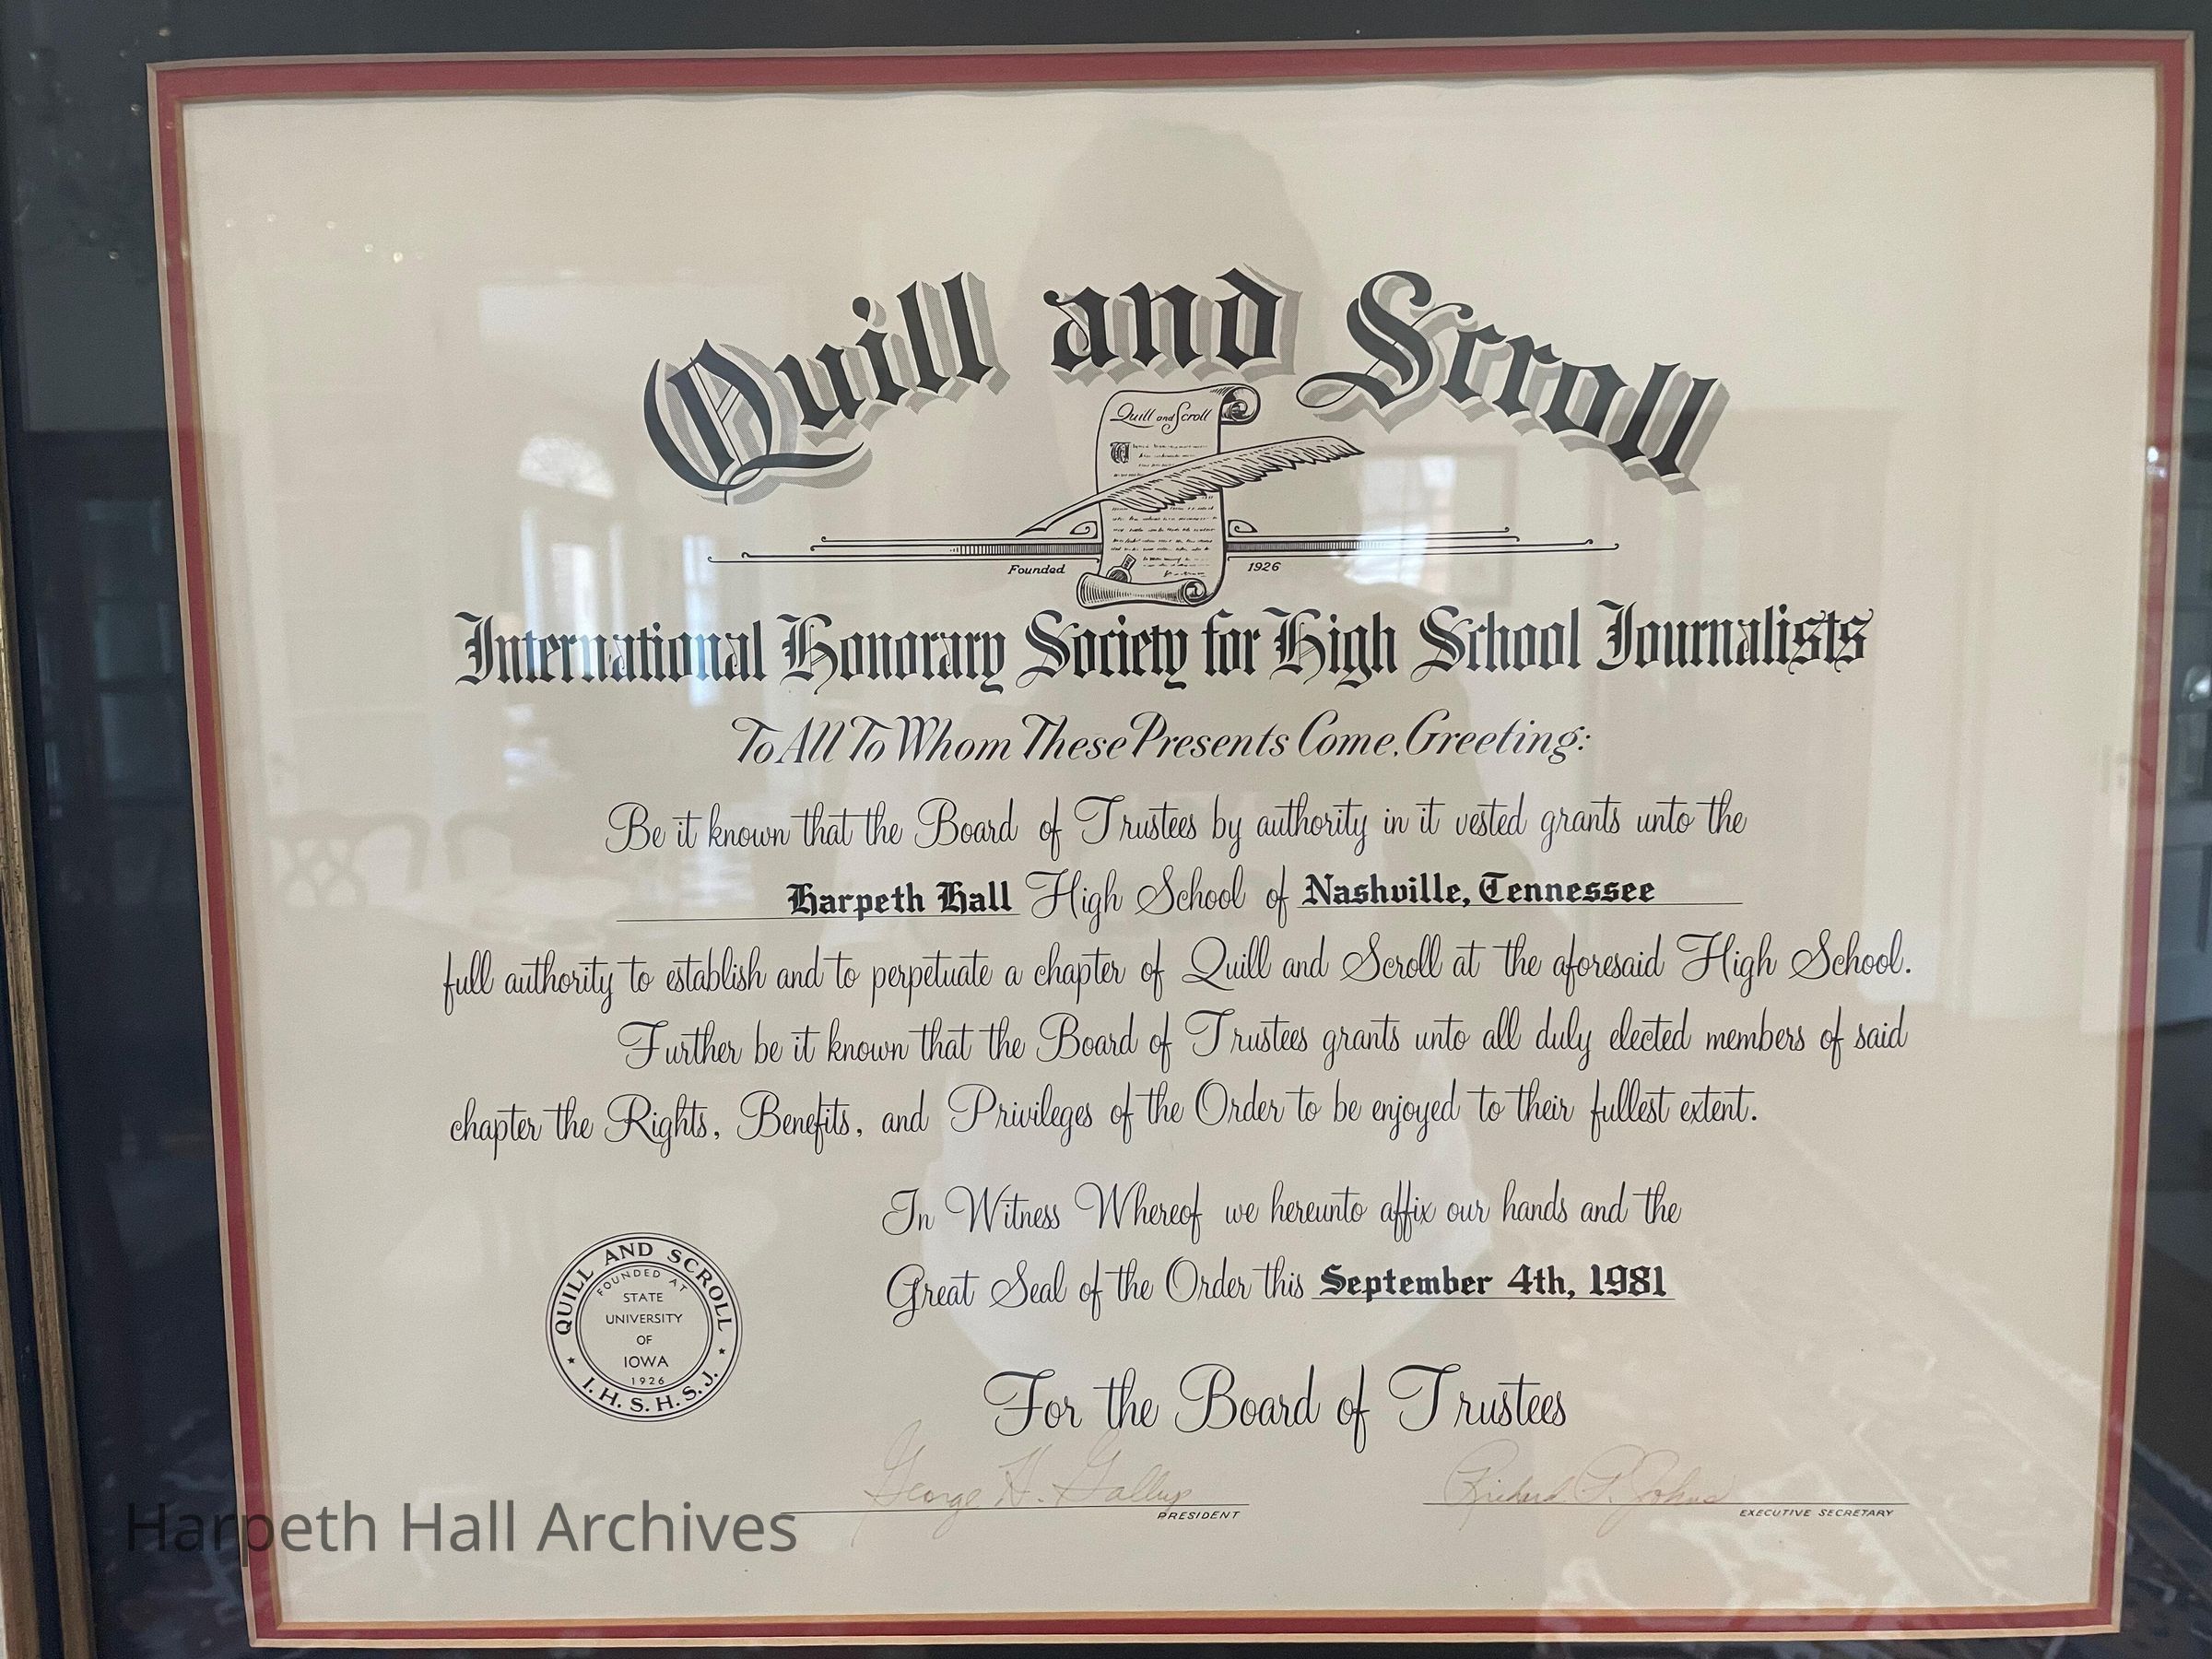 Quill and Scroll
Quill and Scroll
Founded 1926
International Honorary Society for High School Journalists
To All To Whom These Presents Come, Greeting:
Be it known that the Board of Trustees by authority in it vested grants unto the
Harpeth Hall High School of Nashville, Tennessee
full authority to establish and to perpetuate a chapter of Quill and Scroll at the aforesaid High School.
Further be it known that the Board of Trustees grants unto all duly elected members of said
chapter the Rights, Benefits, and Privileges of the Order to be enjoyed to their fullest extent.
In Witness Whereof we hereunto affix our hands and the
Great Seal of the Order this September 4th, 1981
QUILL AND SCROLL
FOUNDED AT
STATE
UNIVERSITY
OF
IOWA
1926
I.H.S.H.S.J.
For the Board of Trustees
George H. Gallup
PRESIDENT
Richard P. Johns
EXECUTIVE SECRETARY
Harpeth Hall Archives